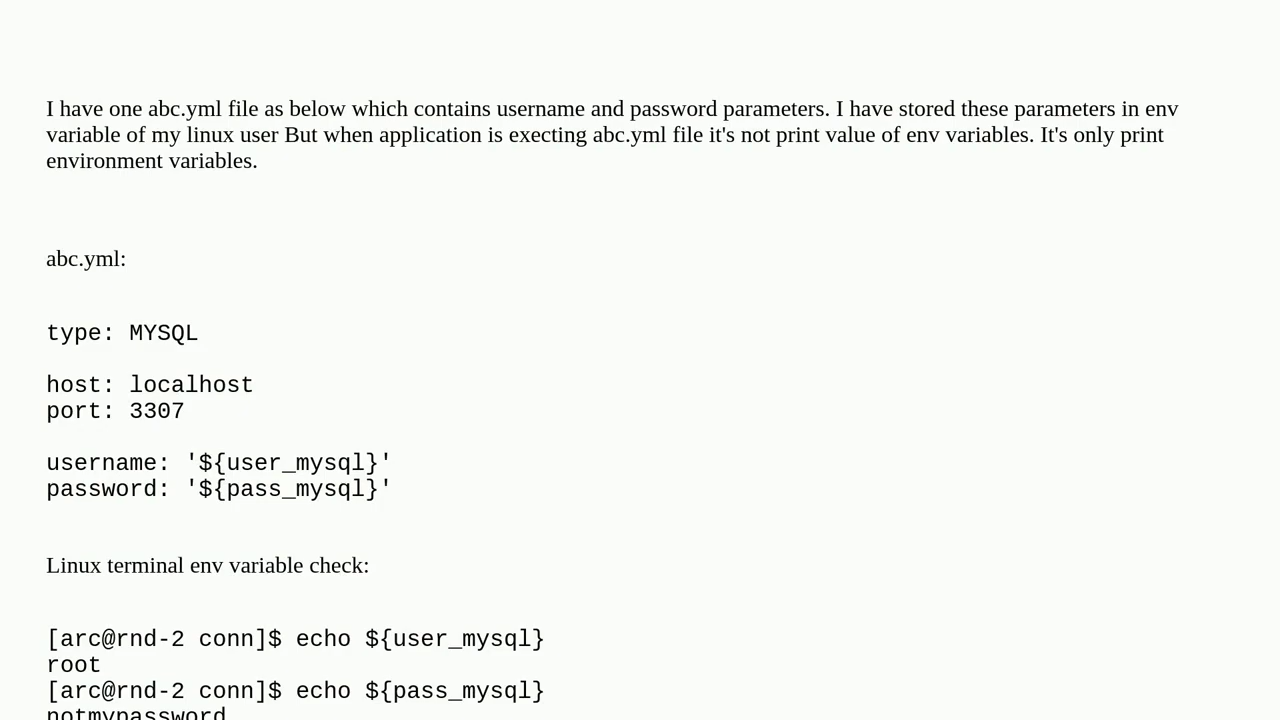 I have one abc.yml file as below which contains username and password parameters. I have stored these parameters in env
variable of my linux user But when application is execting abc.yml file it's not print value of env variables. It's only print
environment variables.
abc.yml:
type: MYSQL
host: localhost
port: 3307
username: '${user_mysql}'
password: '${pass_mysql}'
Linux terminal env variable check:
[arc@rnd-2 conn]$ echo ${user_mysql}
root
[arc@rnd-2 conn]$ echo ${pass_mysql}
notmypassword